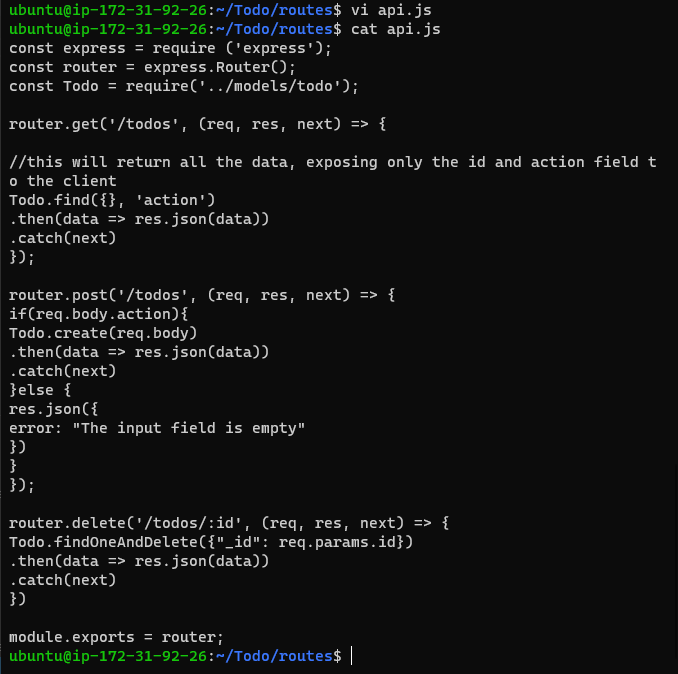 ubuntu@ip-172-31-92-26:~/Todo/routes$ vi api.js
ubuntu@ip-172-31-92-26:~/Todo/routes$ cat api.js
const express = require ('express');
const router = express.Router();
const Todo = require('../models/todo');

router.get('/todos', (req, res, next) => {

//this will return all the data, exposing only the id and action field t
o the client
Todo.find({}, 'action')
.then(data => res.json(data))
.catch(next)
});

router.post('/todos', (req, res, next) => {
if(req.body.action){
Todo.create(req.body)
.then(data => res.json(data))
.catch(next)
}else {
res.json({
error: "The input field is empty"
})
}
});

router.delete('/todos/:id', (req, res, next) => {
Todo.findOneAndDelete({"_id": req.params.id})
.then(data => res.json(data))
.catch(next)
})

module.exports = router;
ubuntu@ip-172-31-92-26:~/Todo/routes$